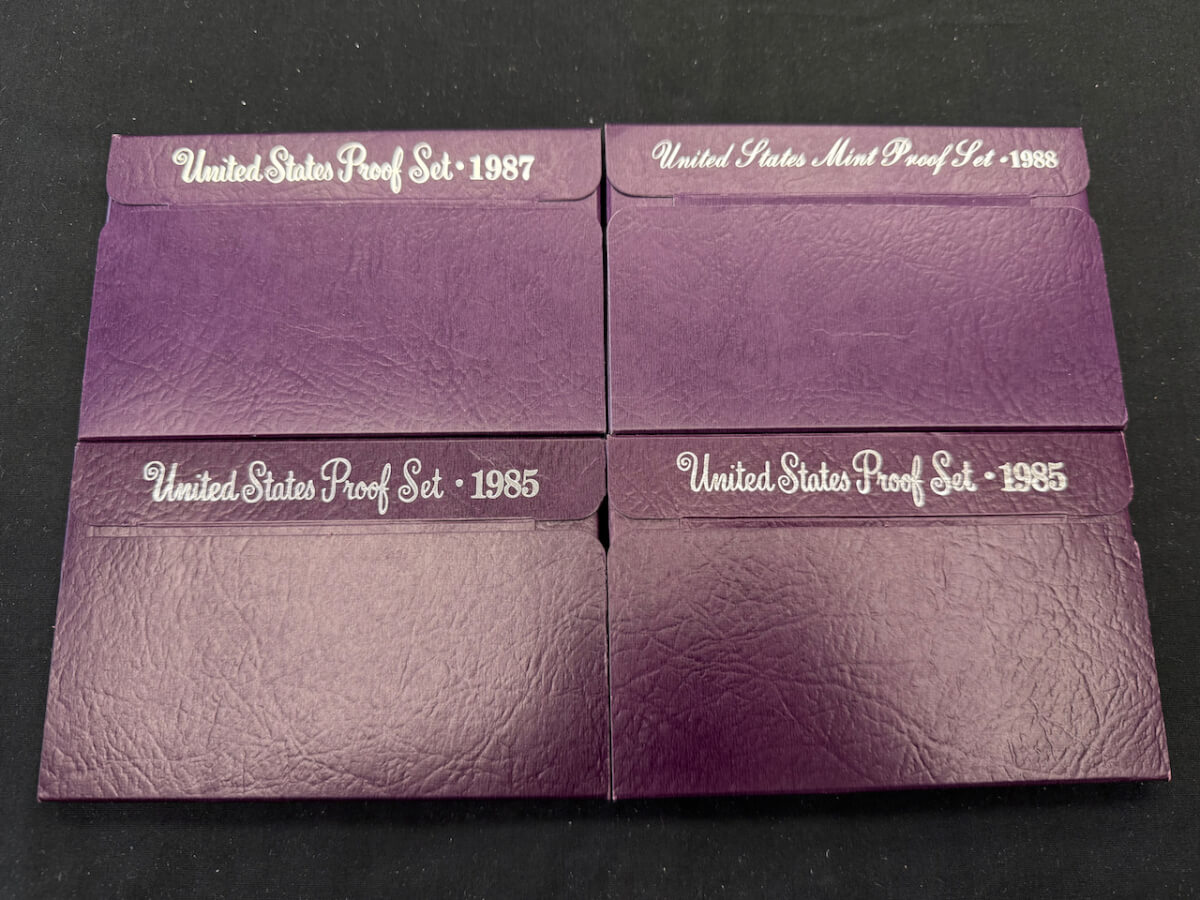 United States Proof Set · 1987
United States Mint Proof Set · 1988
United States Proof Set · 1985
United States Proof Set · 1985